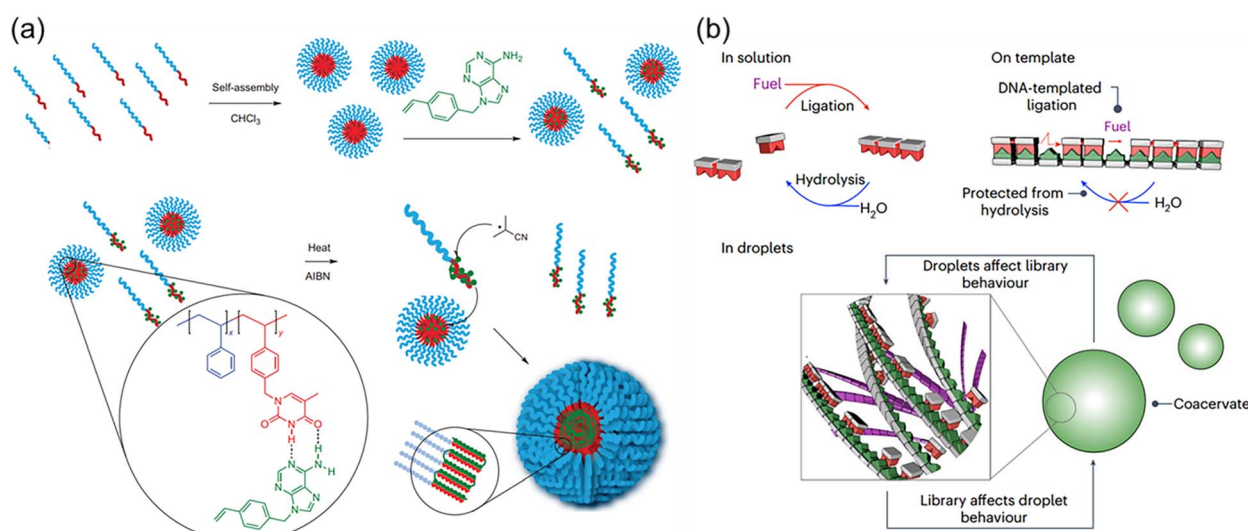 (a)
Self-assembly
CHCl3
NH2
N
N
N
N
Heat
AIBN
CN
x
y
N
O
N
O
H
H
N
N
H
N
N
N
(b)
In solution
Fuel
Ligation
Hydrolysis
H2O
On template
DNA-templated
ligation
Fuel
Protected from
hydrolysis
H2O
In droplets
Droplets affect library
behaviour
Coacervate
Library affects droplet
behaviour